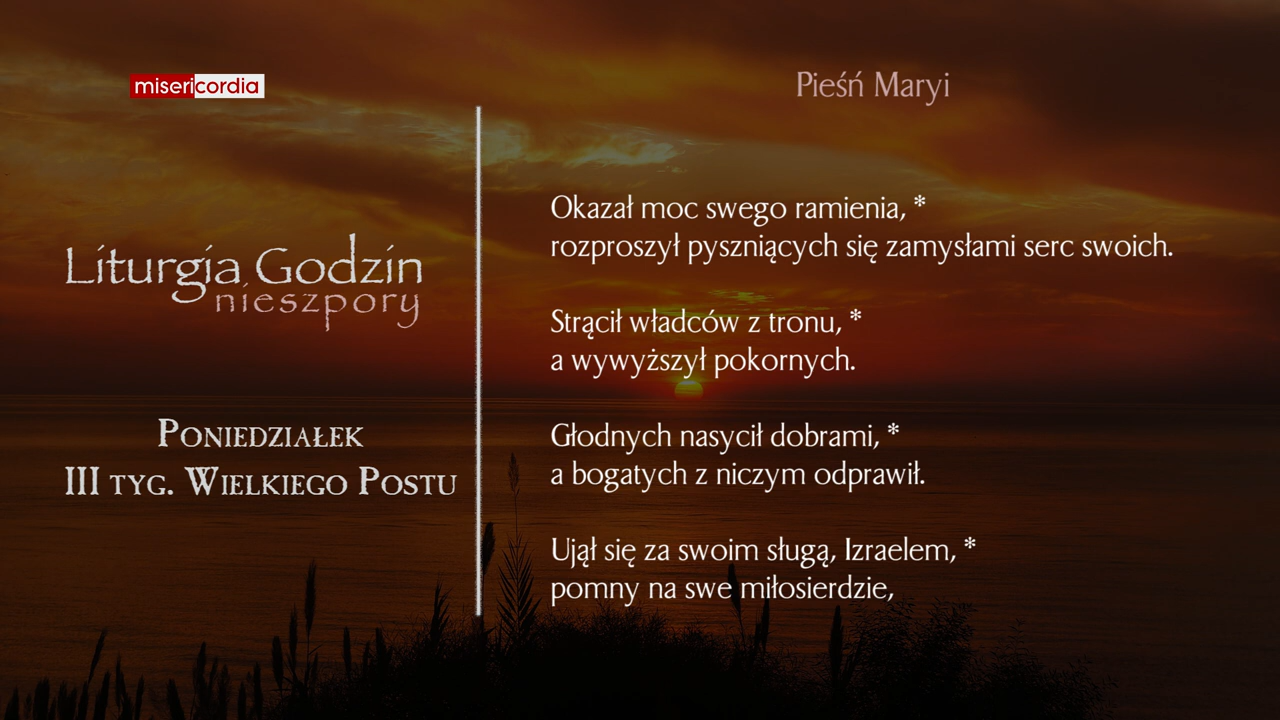 misericordia
Pieśń Maryi
Liturgia Godzin
nieszpory
Poniedziałek
III tyg. Wielkiego Postu
Okazał moc swego ramienia, *
rozproszył pyszniących się zamysłami serc swoich.
Strącił władców z tronu, *
a wywyższył pokornych.
Głodnych nasycił dobrami, *
a bogatych z niczym odprawił.
Ujął się za swoim sługą, Izraelem, *
pomny na swe miłosierdzie,